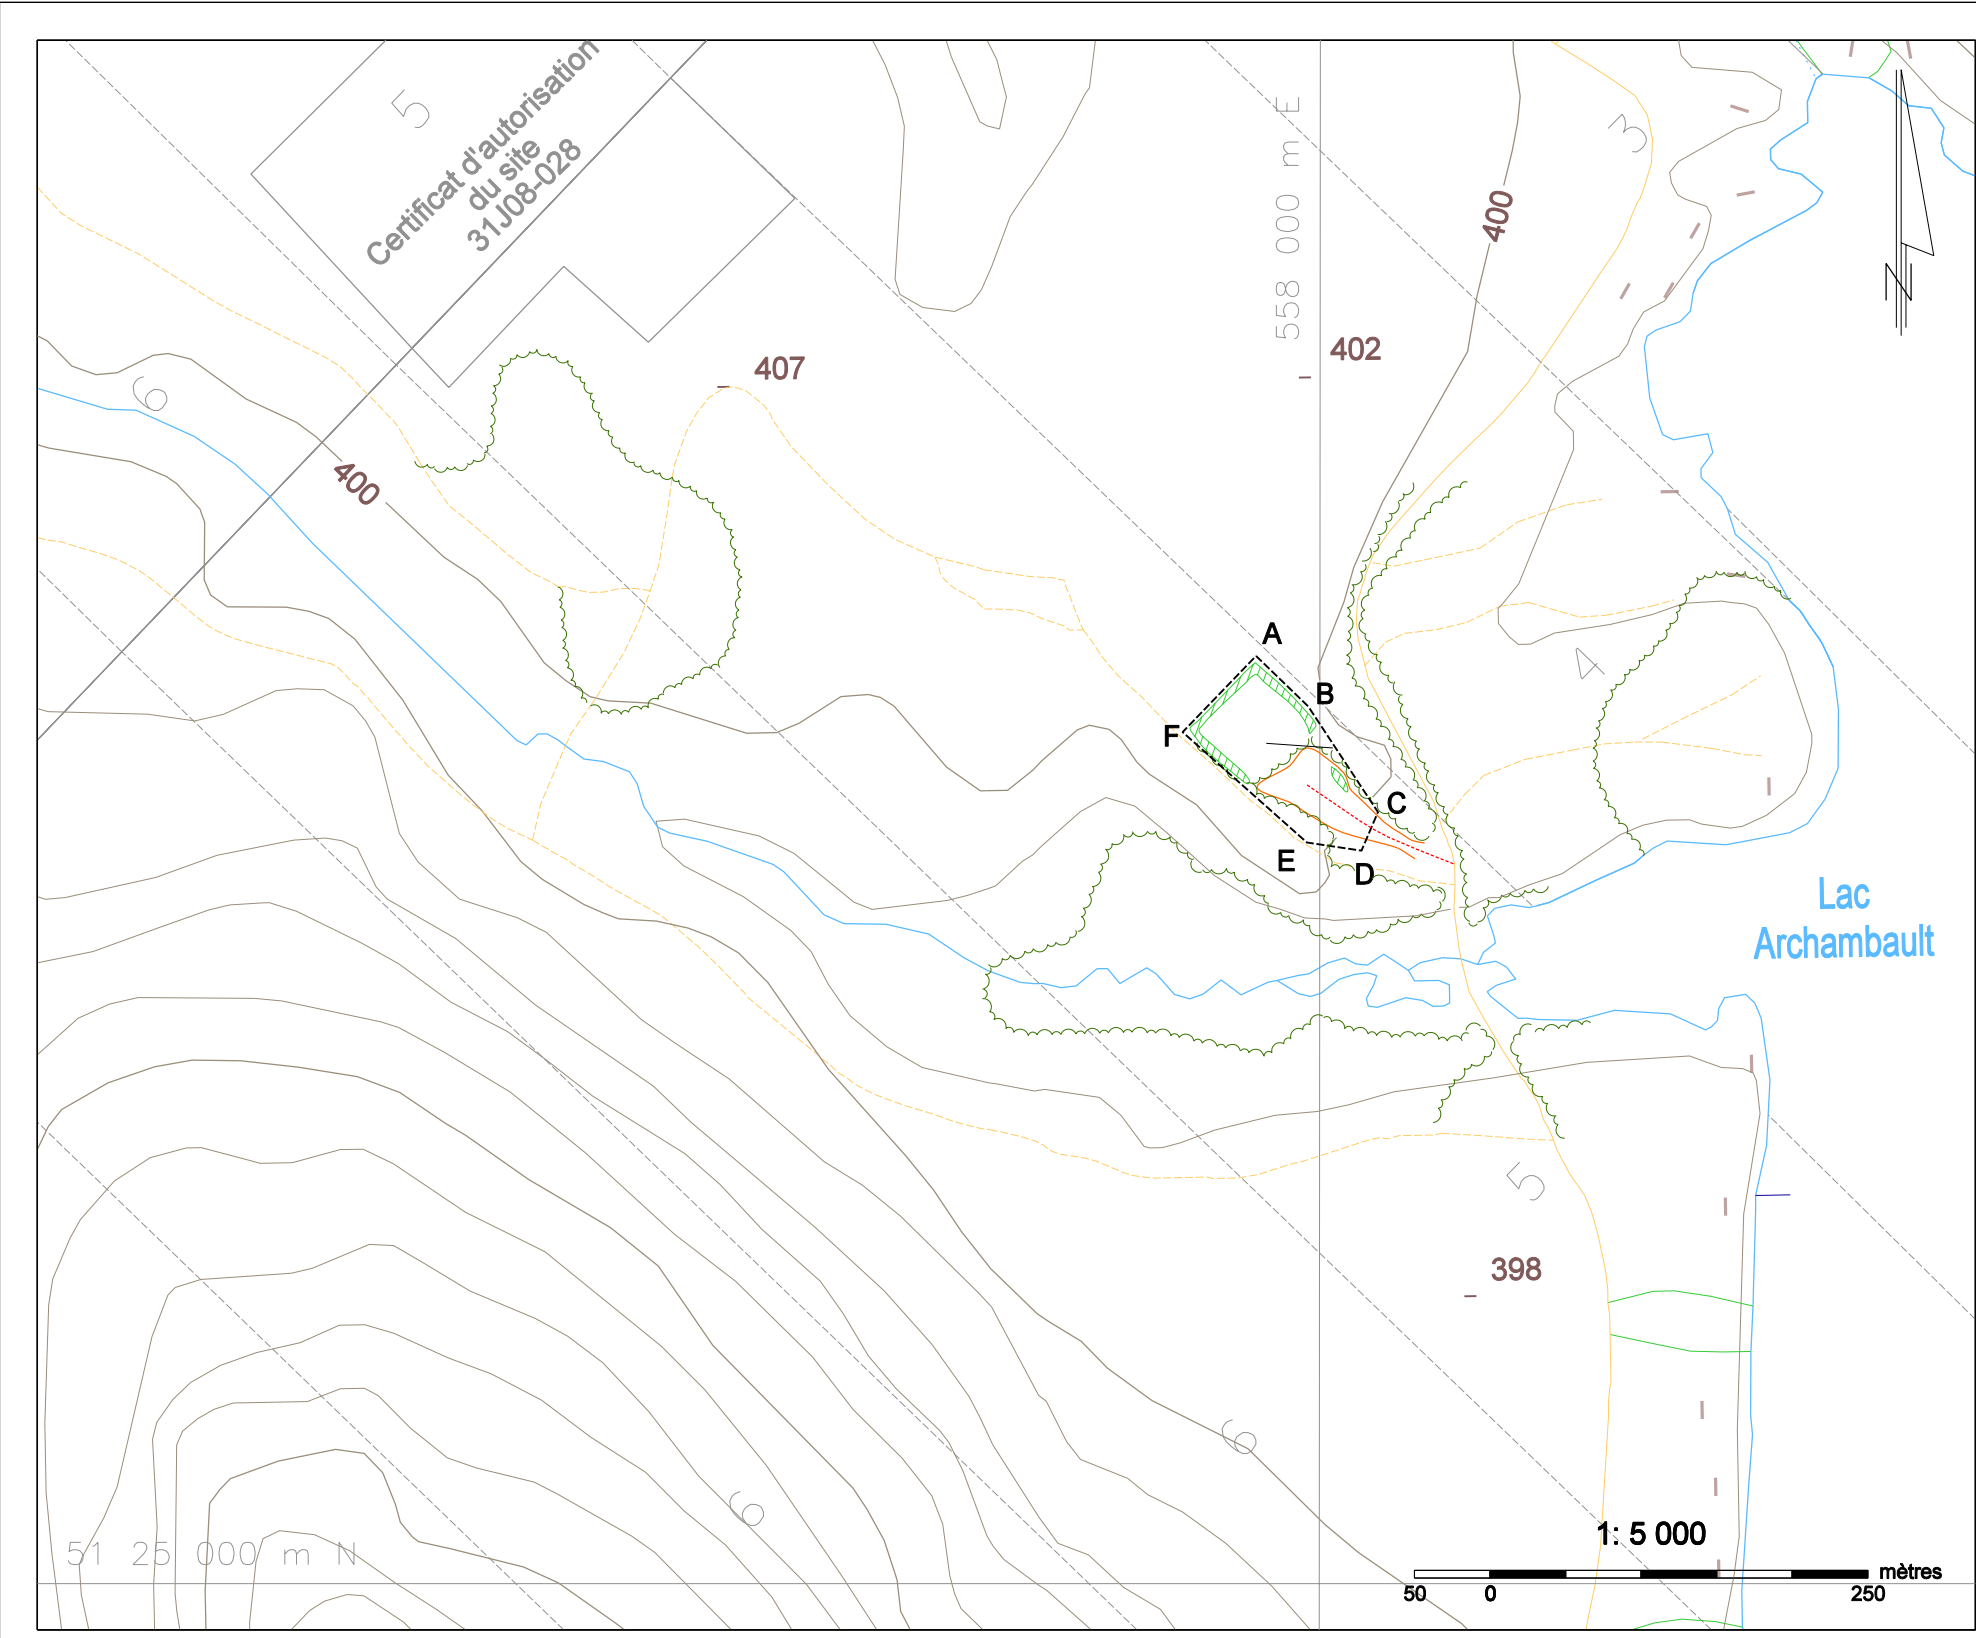 5
Certificat d'autorisation
du site
31J08-028
558 000 m E
3
400
N
402
407
6
400
A
4
B
F
C
E
D
Lac
Archambault
5
398
6
6
1: 5 000
51 25 000 m N
mètres
50 0 250